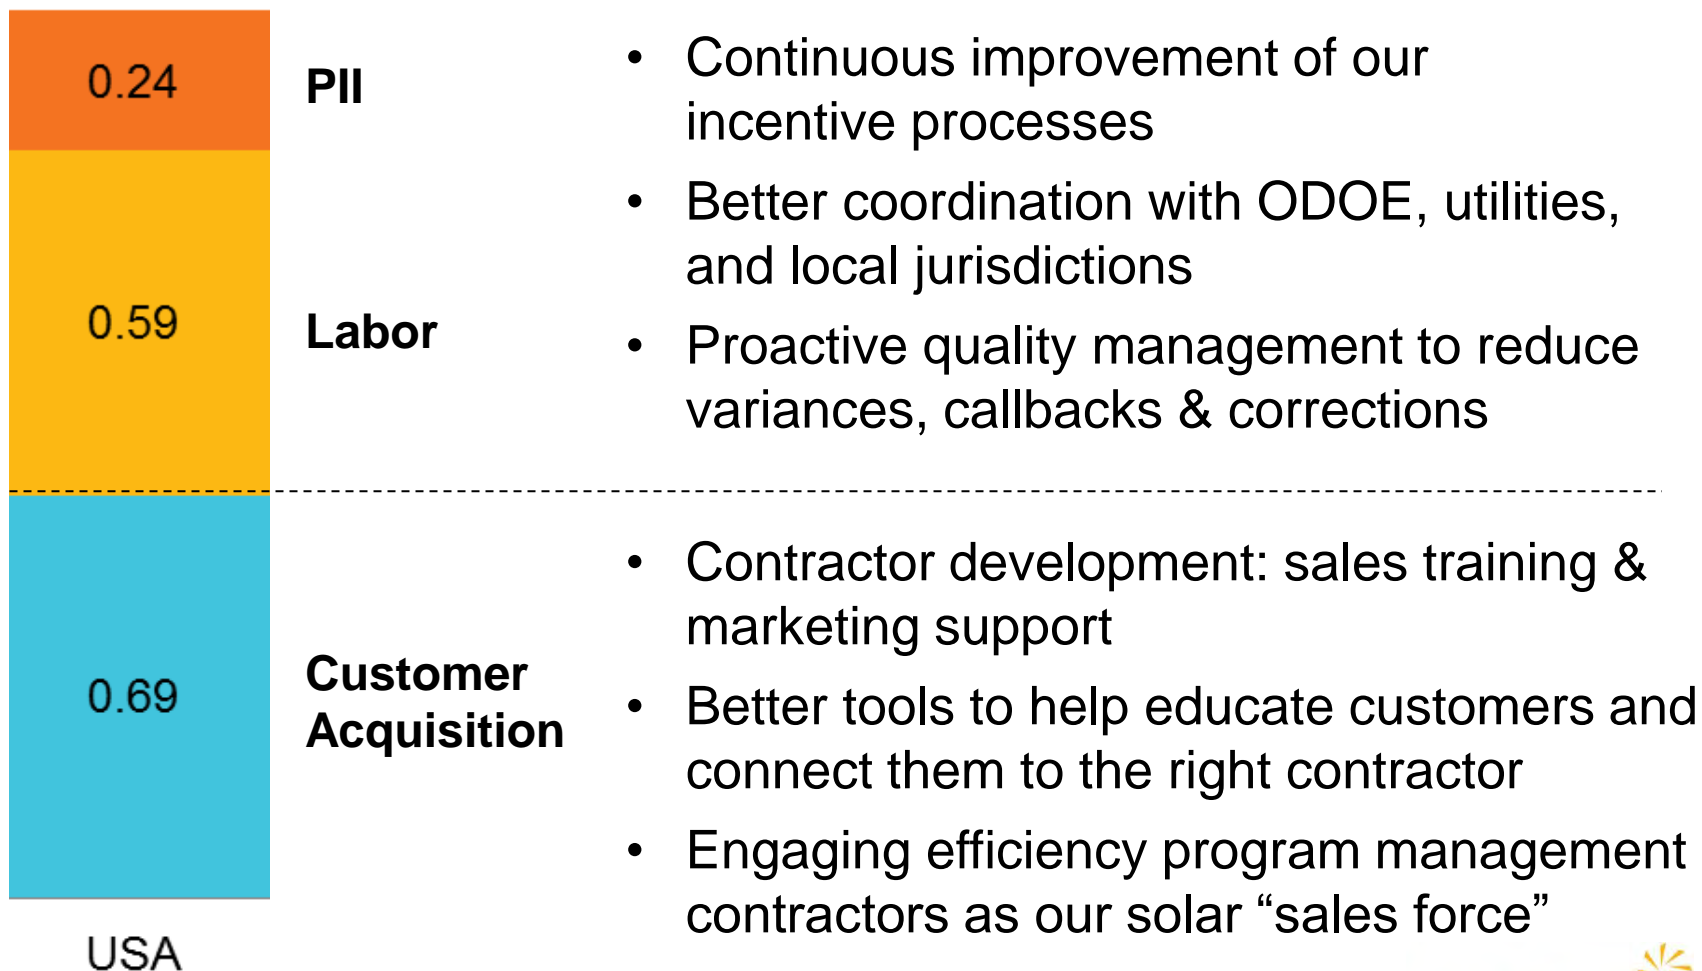 0.24
PII
• Continuous improvement of our
incentive processes
• Better coordination with ODOE, utilities,
and local jurisdictions
0.59
Labor
• Proactive quality management to reduce
variances, callbacks & corrections
• Contractor development: sales training &
marketing support
0.69
Customer
Acquisition
• Better tools to help educate customers and
connect them to the right contractor
• Engaging efficiency program management
contractors as our solar “sales force”
USA